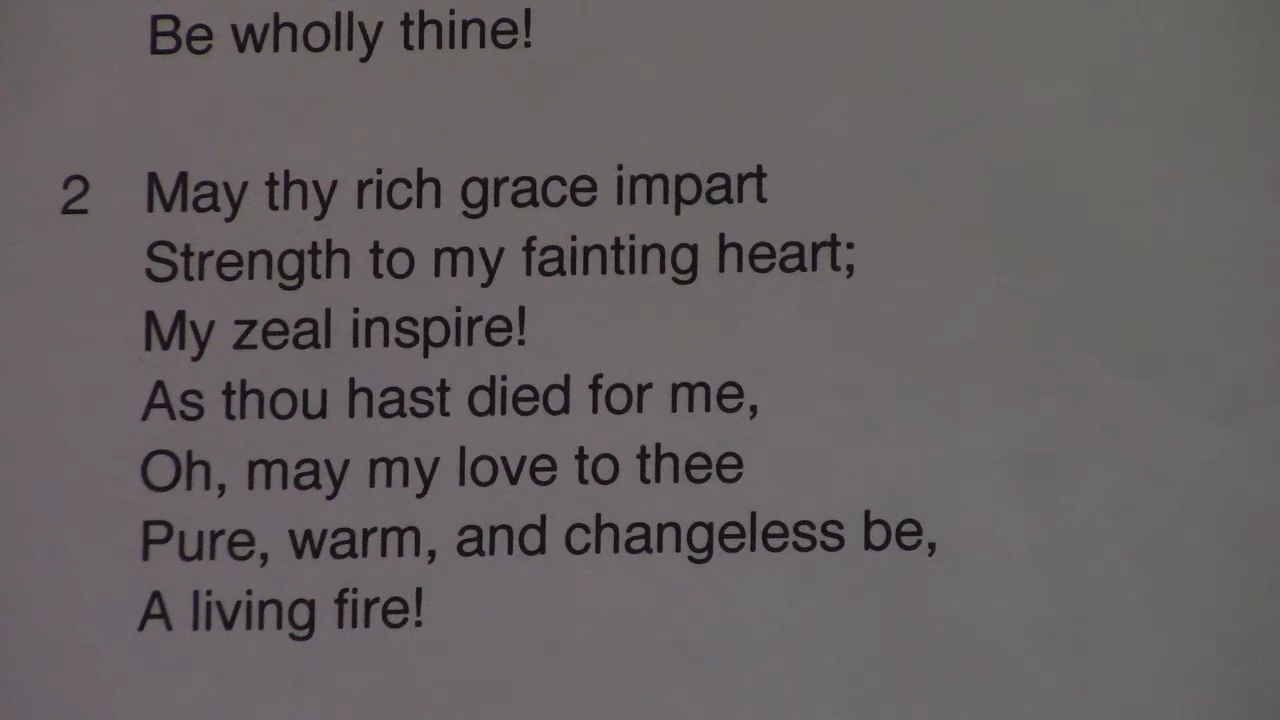 Be wholly thine!
2 May thy rich grace impart
Strength to my fainting heart;
My zeal inspire!
As thou hast died for me,
Oh, may my love to thee
Pure, warm, and changeless be,
A living fire!